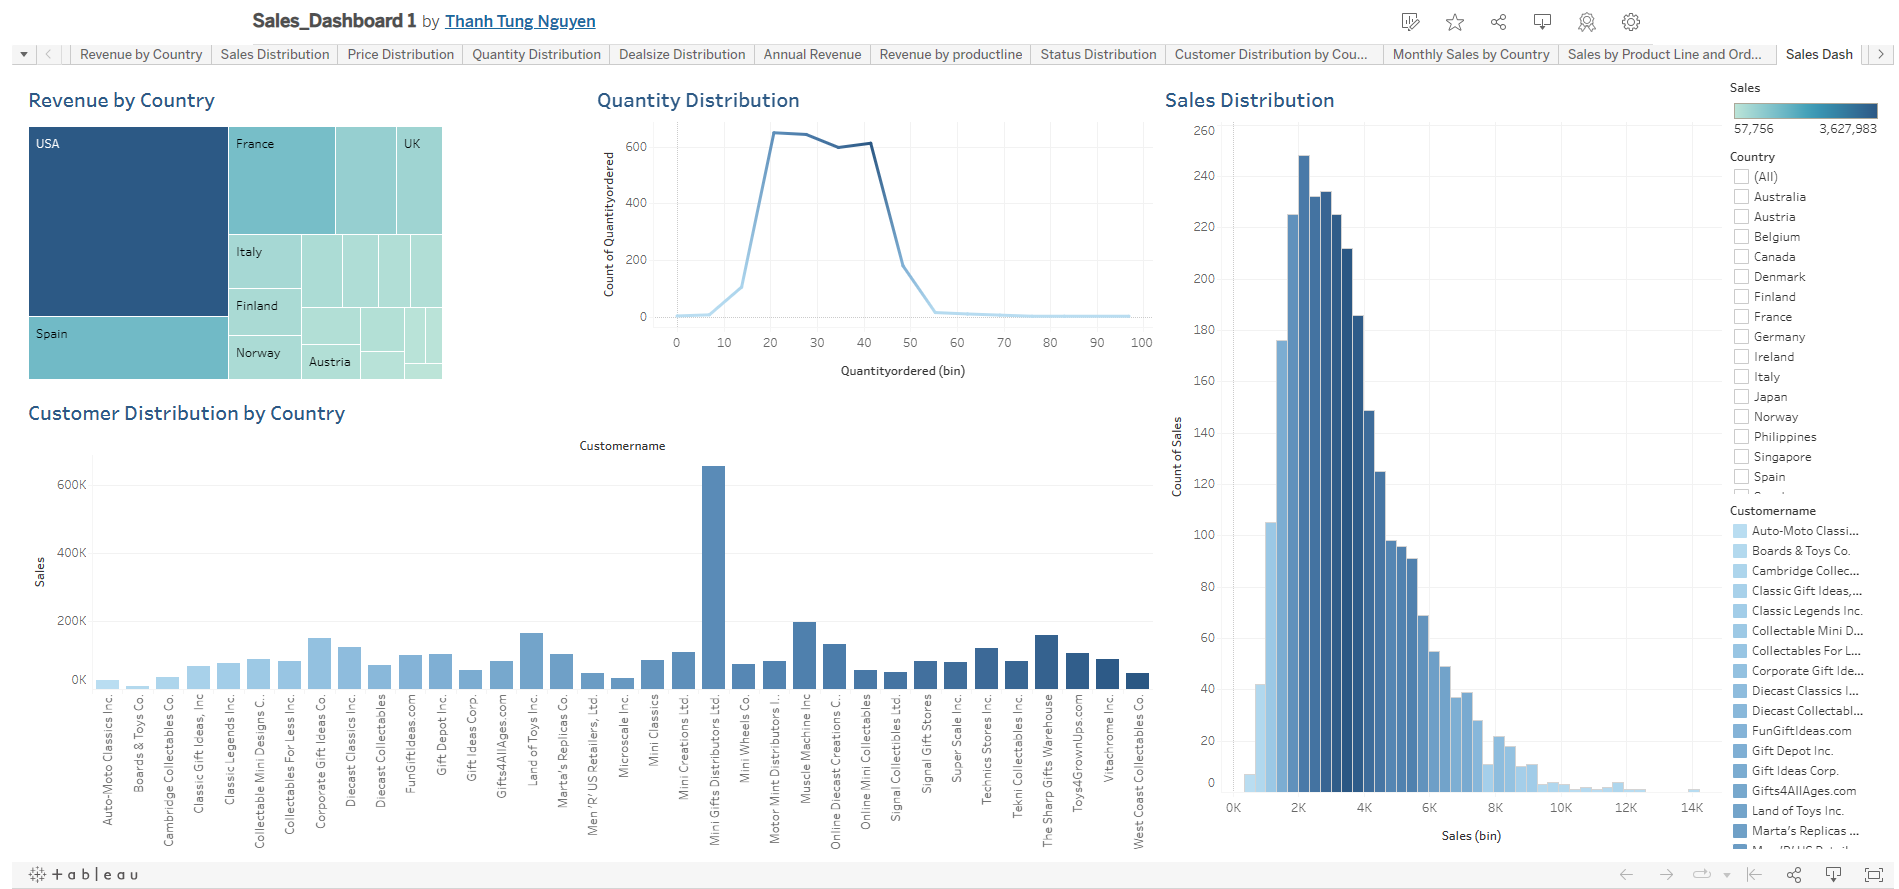 Sales_Dashboard 1 by Thanh Tung Nguyen
Revenue by Country
Sales Distribution
Price Distribution
Quantity Distribution
Dealsize Distribution
Annual Revenue
Revenue by productline
Status Distribution
Customer Distribution by Cou...
Monthly Sales by Country
Sales by Product Line and Ord...
Sales Dash
Revenue by Country
USA
France
UK
Italy
Finland
Spain
Norway
Austria
Quantity Distribution
Count of Quantityordered
600
400
200
0
0 10 20 30 40 50 60 70 80 90 100
Quantityordered (bin)
Customer Distribution by Country
Customername
Sales
600K
400K
200K
0K
Auto-Moto Classics Inc.
Boards & Toys Co.
Cambridge Collectables Co.
Classic Gift Ideas, Inc
Classic Legends Inc.
Collectable Mini Designs C..
Collectables For Less Inc.
Corporate Gift Ideas Co.
Diecast Classics Inc.
Diecast Collectables
FunGiftIdeas.com
Gift Depot Inc.
Gift Ideas Corp.
Gifts4AllAges.com
Land of Toys Inc.
Marta's Replicas Co.
Men 'R' US Retailers, Ltd.
Microscale Inc.
Mini Classics
Mini Creations Ltd.
Mini Gifts Distributors Ltd.
Mini Wheels Co.
Motor Mint Distributors I..
Muscle Machine Inc
Online Diecast Creations C..
Online Mini Collectables
Signal Collectibles Ltd.
Signal Gift Stores
Super Scale Inc.
Technics Stores Inc.
Tekni Collectables Inc.
The Sharp Gifts Warehouse
Toys4GrownUps.com
Vitachrome Inc.
West Coast Collectables Co.
Sales Distribution
Count of Sales
260
240
220
200
180
160
140
120
100
80
60
40
20
0
0K 2K 4K 6K 8K 10K 12K 14K
Sales (bin)
Sales
57,756 3,627,983
Country
(All)
Australia
Austria
Belgium
Canada
Denmark
Finland
France
Germany
Ireland
Italy
Japan
Norway
Philippines
Singapore
Spain
Customername
Auto-Moto Classi...
Boards & Toys Co.
Cambridge Collec...
Classic Gift Ideas,...
Classic Legends Inc.
Collectable Mini D...
Collectables For L...
Corporate Gift Ide...
Diecast Classics I...
Diecast Collectabl...
FunGiftIdeas.com
Gift Depot Inc.
Gift Ideas Corp.
Gifts4AllAges.com
Land of Toys Inc.
Marta's Replicas ...
+ableau